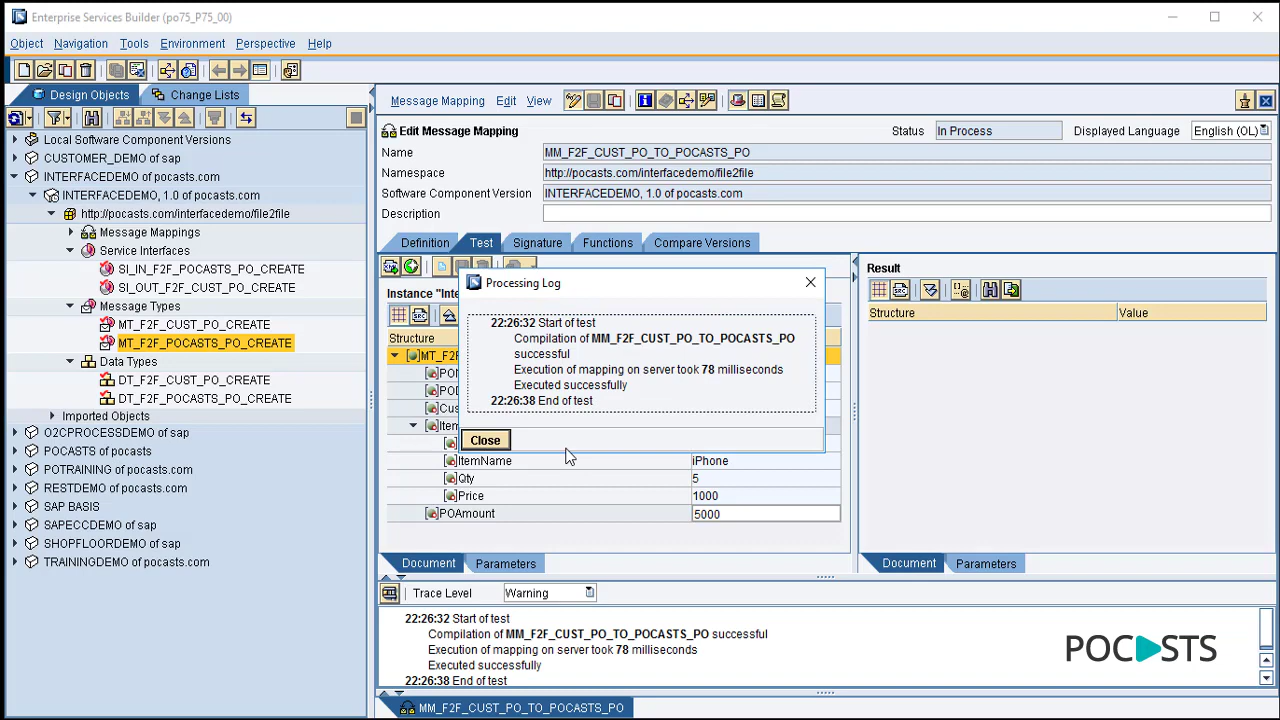 Enterprise Services Builder (po75_P75_00)
Object Navigation Tools Environment Perspective Help
Design Objects Change Lists
Local Software Component Versions
CUSTOMER_DEMO of sap
INTERFACEDEMO of pocasts.com
INTERFACEDEMO, 1.0 of pocasts.com
http://pocasts.com/interfacedemo/file2file
Message Mappings
Service Interfaces
SI_IN_F2F_POCASTS_PO_CREATE
SI_OUT_F2F_CUST_PO_CREATE
Message Types
MT_F2F_CUST_PO_CREATE
MT_F2F_POCASTS_PO_CREATE
Data Types
DT_F2F_CUST_PO_CREATE
DT_F2F_POCASTS_PO_CREATE
Imported Objects
O2CPROCESSDEMO of sap
POCASTS of pocasts.com
POTRAINING of pocasts.com
RESTDEMO of pocasts.com
SAP BASIS
SAPECCDEMO of sap
SHOPFLOORDEMO of sap
TRAININGDEMO of pocasts.com
Message Mapping Edit View
Edit Message Mapping
Status In Process Displayed Language English (OL)
Name MM_F2F_CUST_PO_TO_POCASTS_PO
Namespace http://pocasts.com/interfacedemo/file2file
Software Component Version INTERFACEDEMO, 1.0 of pocasts.com
Description
Definition Test Signature Functions Compare Versions
Instance "Inte
SRC
Structure
MT_F2F
PON
POD
Cust
Item
ItemName iPhone
Qty 5
Price 1000
POAmount 5000
Document Parameters
Processing Log
22:26:32 Start of test
Compilation of MM_F2F_CUST_PO_TO_POCASTS_PO
successful
Execution of mapping on server took 78 milliseconds
Executed successfully
22:26:38 End of test
Close
Result
SRC
Structure Value
Document Parameters
Trace Level Warning
22:26:32 Start of test
Compilation of MM_F2F_CUST_PO_TO_POCASTS_PO successful
Execution of mapping on server took 78 milliseconds
Executed successfully
22:26:38 End of test
POCASTS
MM_F2F_CUST_PO_TO_POCASTS_PO